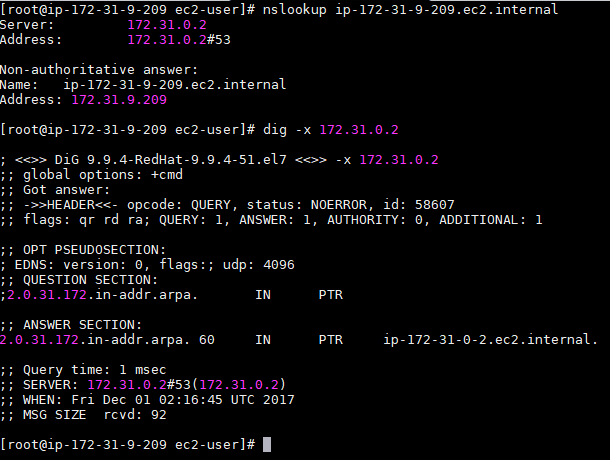 [root@ip-172-31-9-209 ec2-user]# nslookup ip-172-31-9-209.ec2.internal
Server:         172.31.0.2
Address:        172.31.0.2#53
Non-authoritative answer:
Name:   ip-172-31-9-209.ec2.internal
Address: 172.31.9.209
[root@ip-172-31-9-209 ec2-user]# dig -x 172.31.0.2
; <<>> DiG 9.9.4-RedHat-9.9.4-51.el7 <<>> -x 172.31.0.2
;; global options: +cmd
;; Got answer:
;; ->>HEADER<<- opcode: QUERY, status: NOERROR, id: 58607
;; flags: qr rd ra; QUERY: 1, ANSWER: 1, AUTHORITY: 0, ADDITIONAL: 1
;; OPT PSEUDOSECTION:
; EDNS: version: 0, flags:; udp: 4096
;; QUESTION SECTION:
;2.0.31.172.in-addr.arpa.       IN      PTR
;; ANSWER SECTION:
2.0.31.172.in-addr.arpa. 60     IN      PTR     ip-172-31-0-2.ec2.internal.
;; Query time: 1 msec
;; SERVER: 172.31.0.2#53(172.31.0.2)
;; WHEN: Fri Dec 01 02:16:45 UTC 2017
;; MSG SIZE  rcvd: 92
[root@ip-172-31-9-209 ec2-user]#